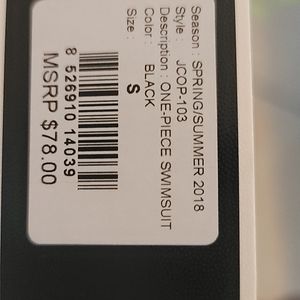 Season : SPRING/SUMMER 2018
Style : JCOP-103
Description : ONE-PIECE SWIMSUIT
Color : BLACK
Size : S
8 526910 14039
MSRP $78.00